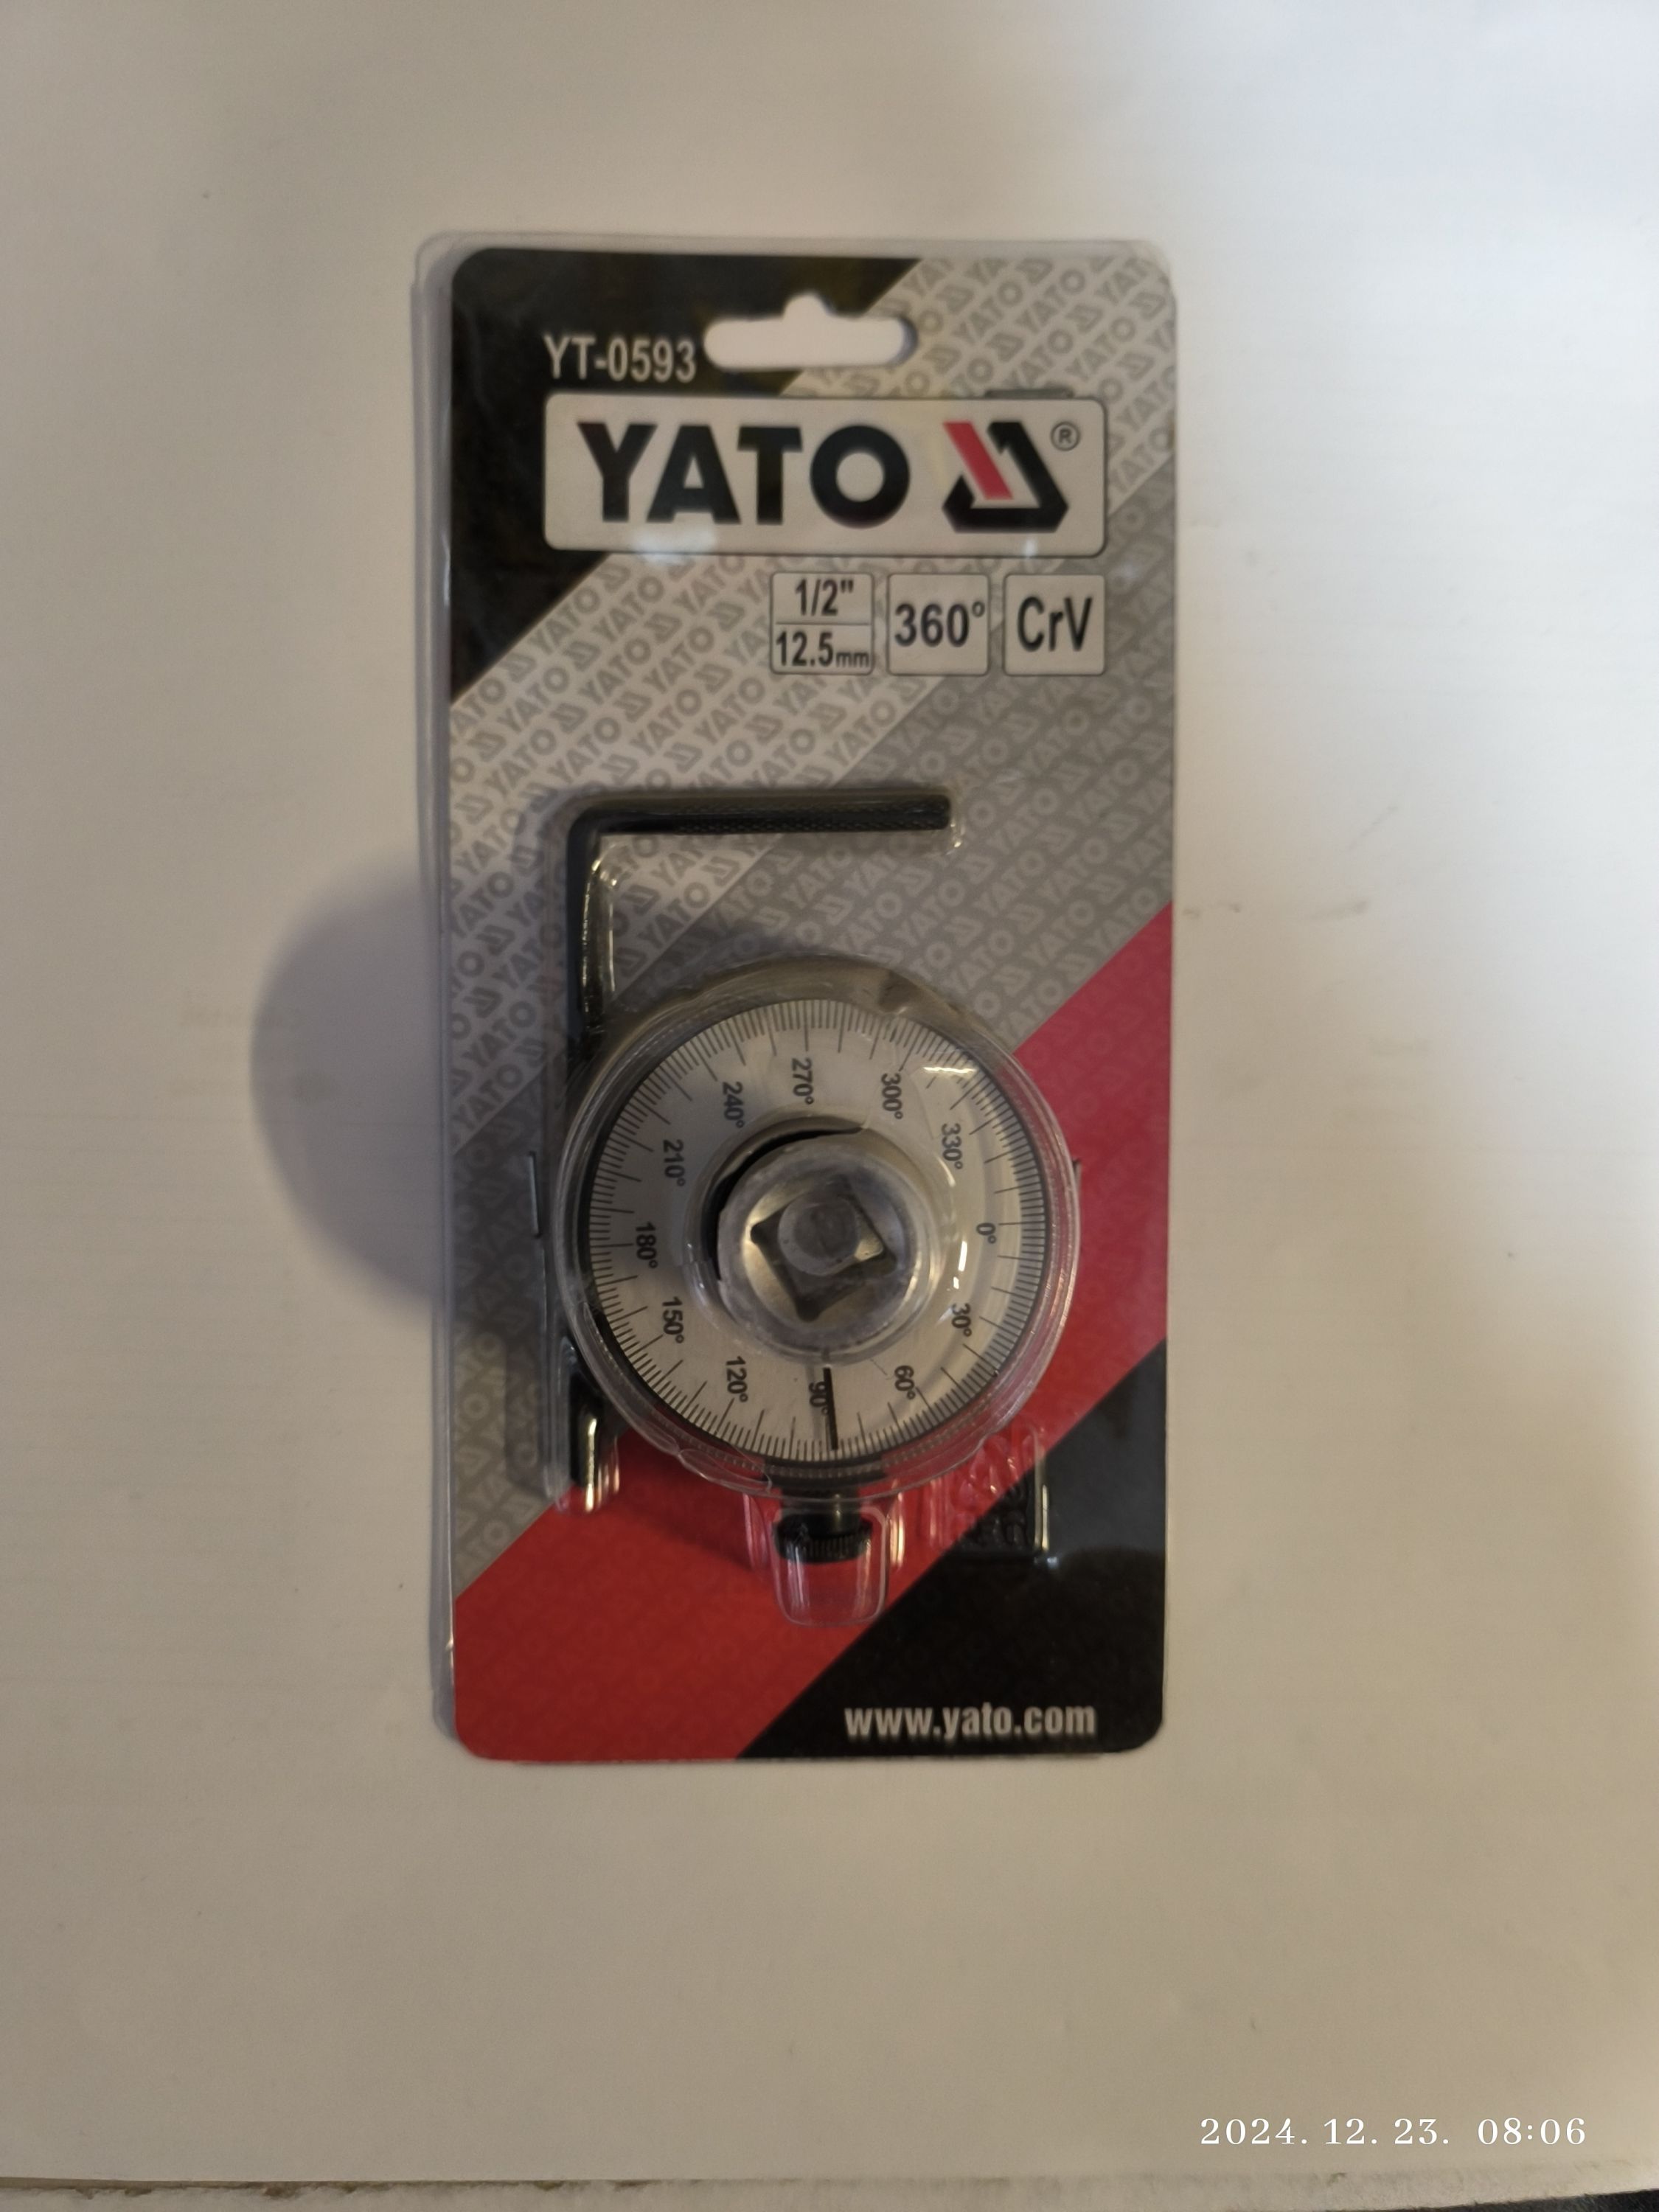 YT-0593
YATO ®
1/2" 360° CrV
12.5mm
270°
300°
240°
330°
210°
0°
180°
30°
150°
60°
120°
90°
www.yato.com
2024. 12. 23. 08:06